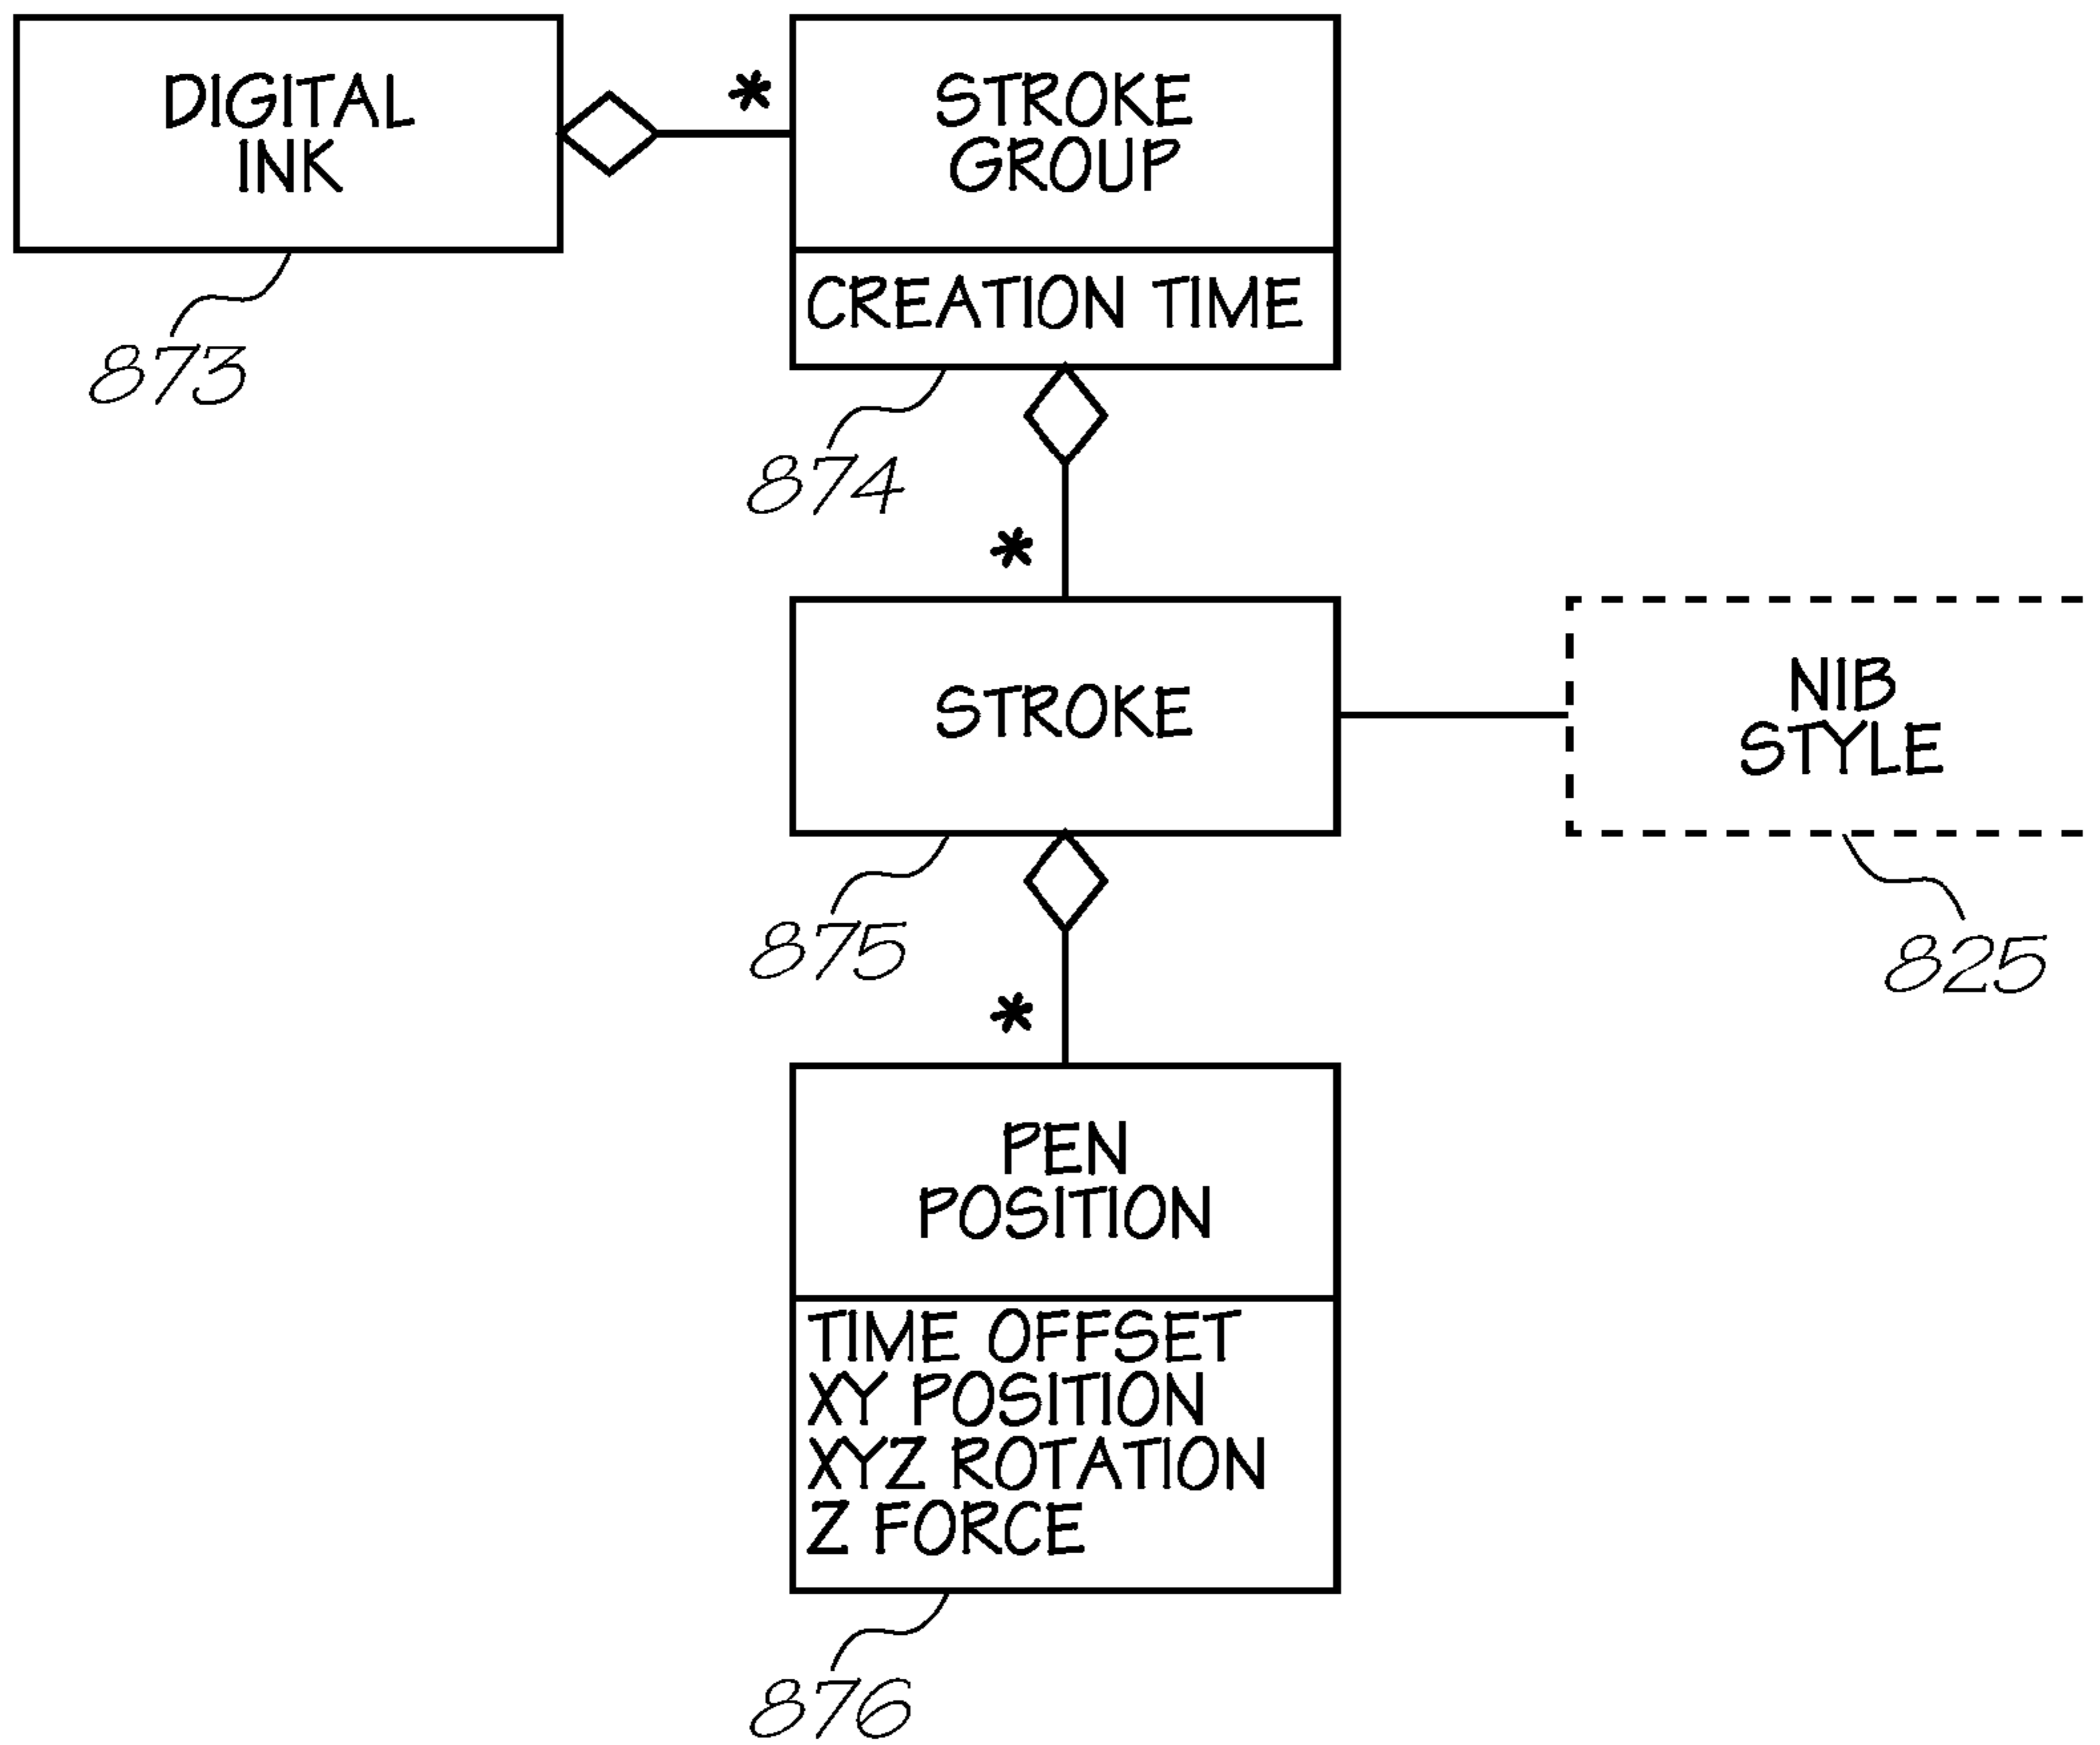 DIGITAL
INK
*
STROKE
GROUP
CREATION TIME
873
874
*
STROKE
NIB
STYLE
875
825
*
PEN
POSITION
TIME OFFSET
XY POSITION
XYZ ROTATION
Z FORCE
876